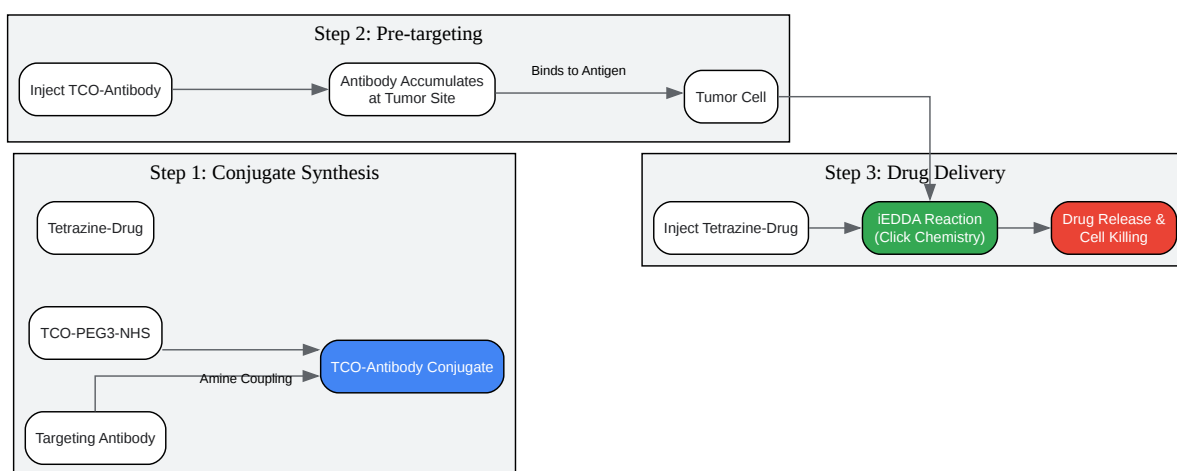 Step 2: Pre-targeting
Inject TCO-Antibody
Antibody Accumulates
at Tumor Site
Binds to Antigen
Tumor Cell
Step 1: Conjugate Synthesis
Tetrazine-Drug
TCO-PEG3-NHS
TCO-Antibody Conjugate
Amine Coupling
Targeting Antibody
Step 3: Drug Delivery
Inject Tetrazine-Drug
iEDDA Reaction
(Click Chemistry)
Drug Release &
Cell Killing